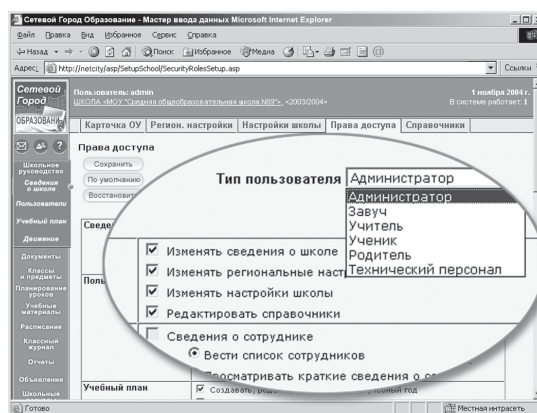 Сетевой Город Образование - Мастер ввода данных Microsoft Internet Explorer
Файл Правка Вид Избранное Сервис Справка
Назад Поиск Избранное Медиа
Адрес: http://netcity/asp/SetupSchool/SecurityRolesSetup.asp Ссылки
Сетевой Город
ОБРАЗОВАНИЕ
Пользователь: admin
ШКОЛА «МОУ "Средняя общеобразовательная школа N89"», <2003/2004>
1 ноября 2004 г.
В системе работает: 1
Карточка ОУ Регион. настройки Настройки школы Права доступа Справочники
Права доступа
Сохранить
По умолчанию
Восстановить
Школьное руководство
Сведения о школе
Пользователи
Учебный план
Движение
Документы
Классы и предметы
Планирование уроков
Учебные материалы
Расписание
Классный журнал
Отчеты
Объявления
Школьные
Тип пользователя Администратор
Администратор
Завуч
Учитель
Ученик
Родитель
Технический персонал
Сведе
Изменять сведения о школе
Изменять региональные настр
Изменять настройки школы
Редактировать справочники
Поль
Сведения о сотруднике
Вести список сотрудников
Просматривать краткие сведения о со
Учебный план
Готово
Местная интрасеть